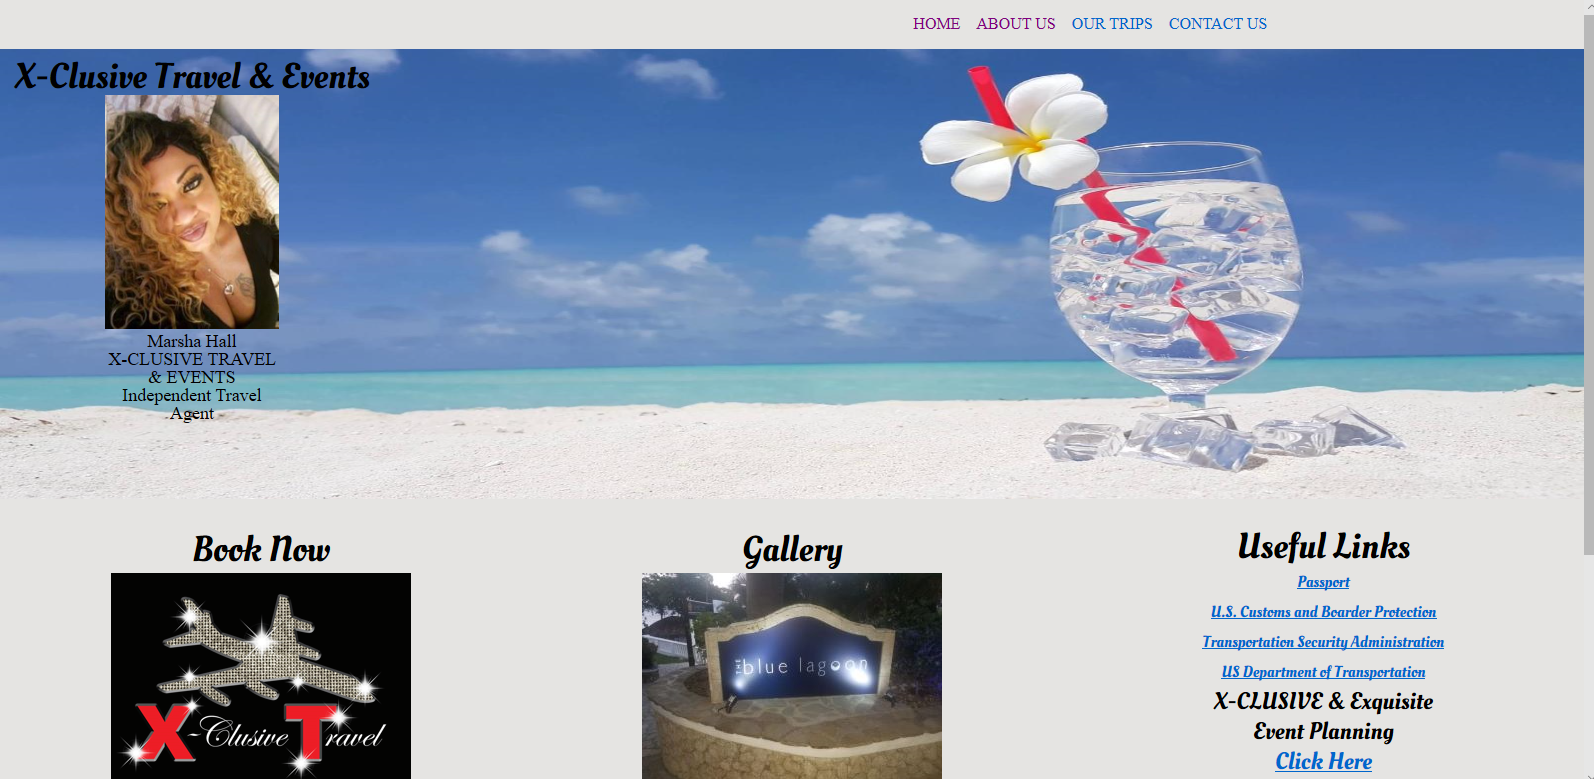 HOME ABOUT US OUR TRIPS CONTACT US
X-Clusive Travel & Events
Marsha Hall
X-CLUSIVE TRAVEL
& EVENTS
Independent Travel
Agent
Book Now
X-Clusive Travel
Gallery
THE blue lagoon
Useful Links
Passport
U.S. Customs and Boarder Protection
Transportation Security Administration
US Department of Transportation
X-CLUSIVE & Exquisite
Event Planning
Click Here